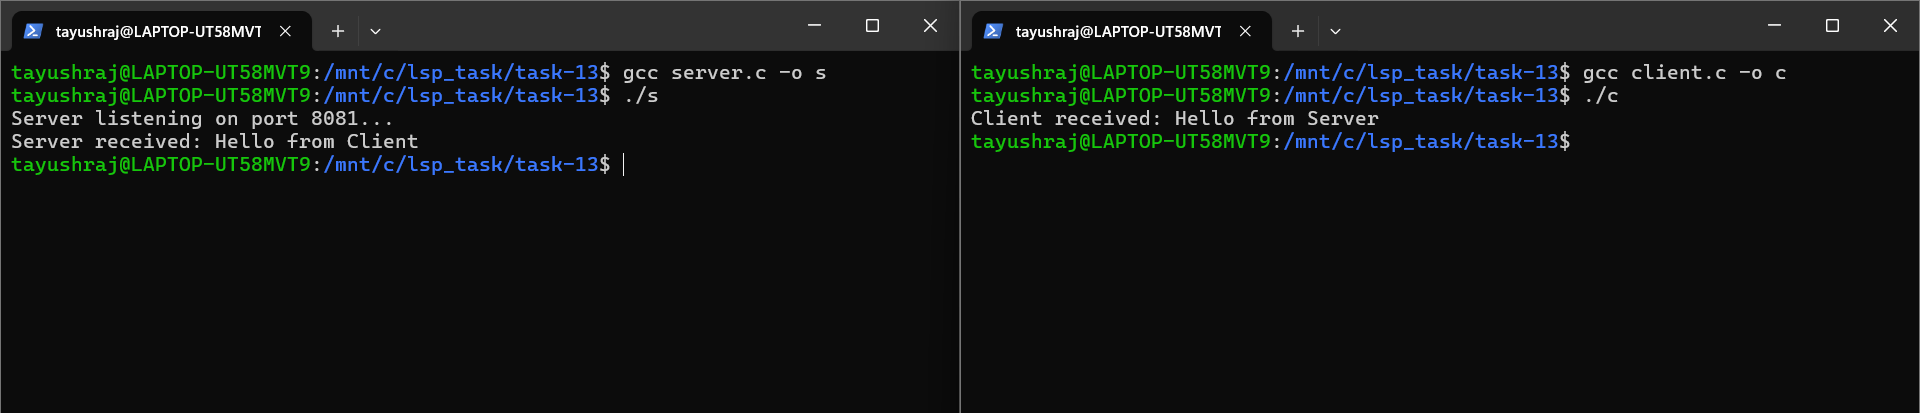 tayushraj@LAPTOP-UT58MVT
tayushraj@LAPTOP-UT58MVT9:/mnt/c/lsp_task/task-13$ gcc server.c -o s
tayushraj@LAPTOP-UT58MVT9:/mnt/c/lsp_task/task-13$ ./s
Server listening on port 8081...
Server received: Hello from Client
tayushraj@LAPTOP-UT58MVT9:/mnt/c/lsp_task/task-13$
tayushraj@LAPTOP-UT58MVT
tayushraj@LAPTOP-UT58MVT9:/mnt/c/lsp_task/task-13$ gcc client.c -o c
tayushraj@LAPTOP-UT58MVT9:/mnt/c/lsp_task/task-13$ ./c
Client received: Hello from Server
tayushraj@LAPTOP-UT58MVT9:/mnt/c/lsp_task/task-13$